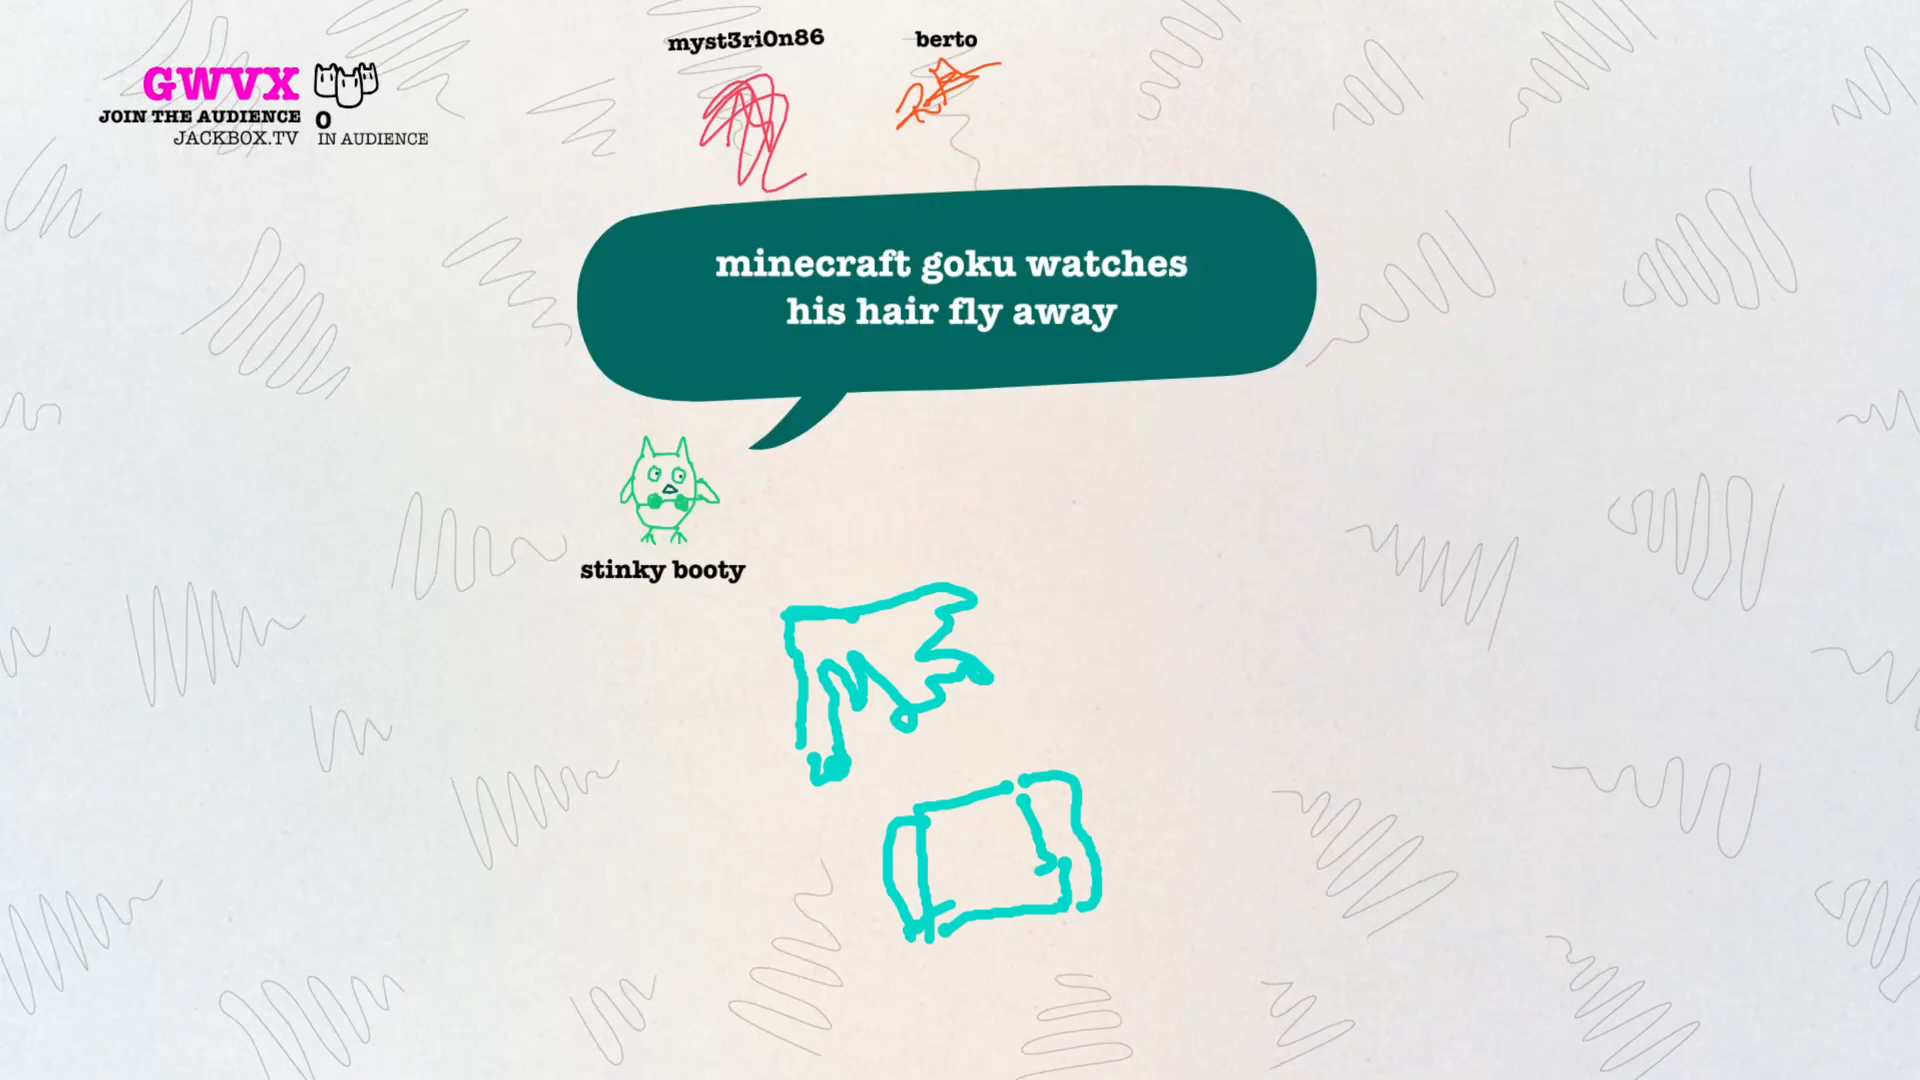 myst3ri0n86
berto
GWVX
JOIN THE AUDIENCE
0
JACKBOX.TV
IN AUDIENCE
minecraft goku watches
his hair fly away
stinky booty